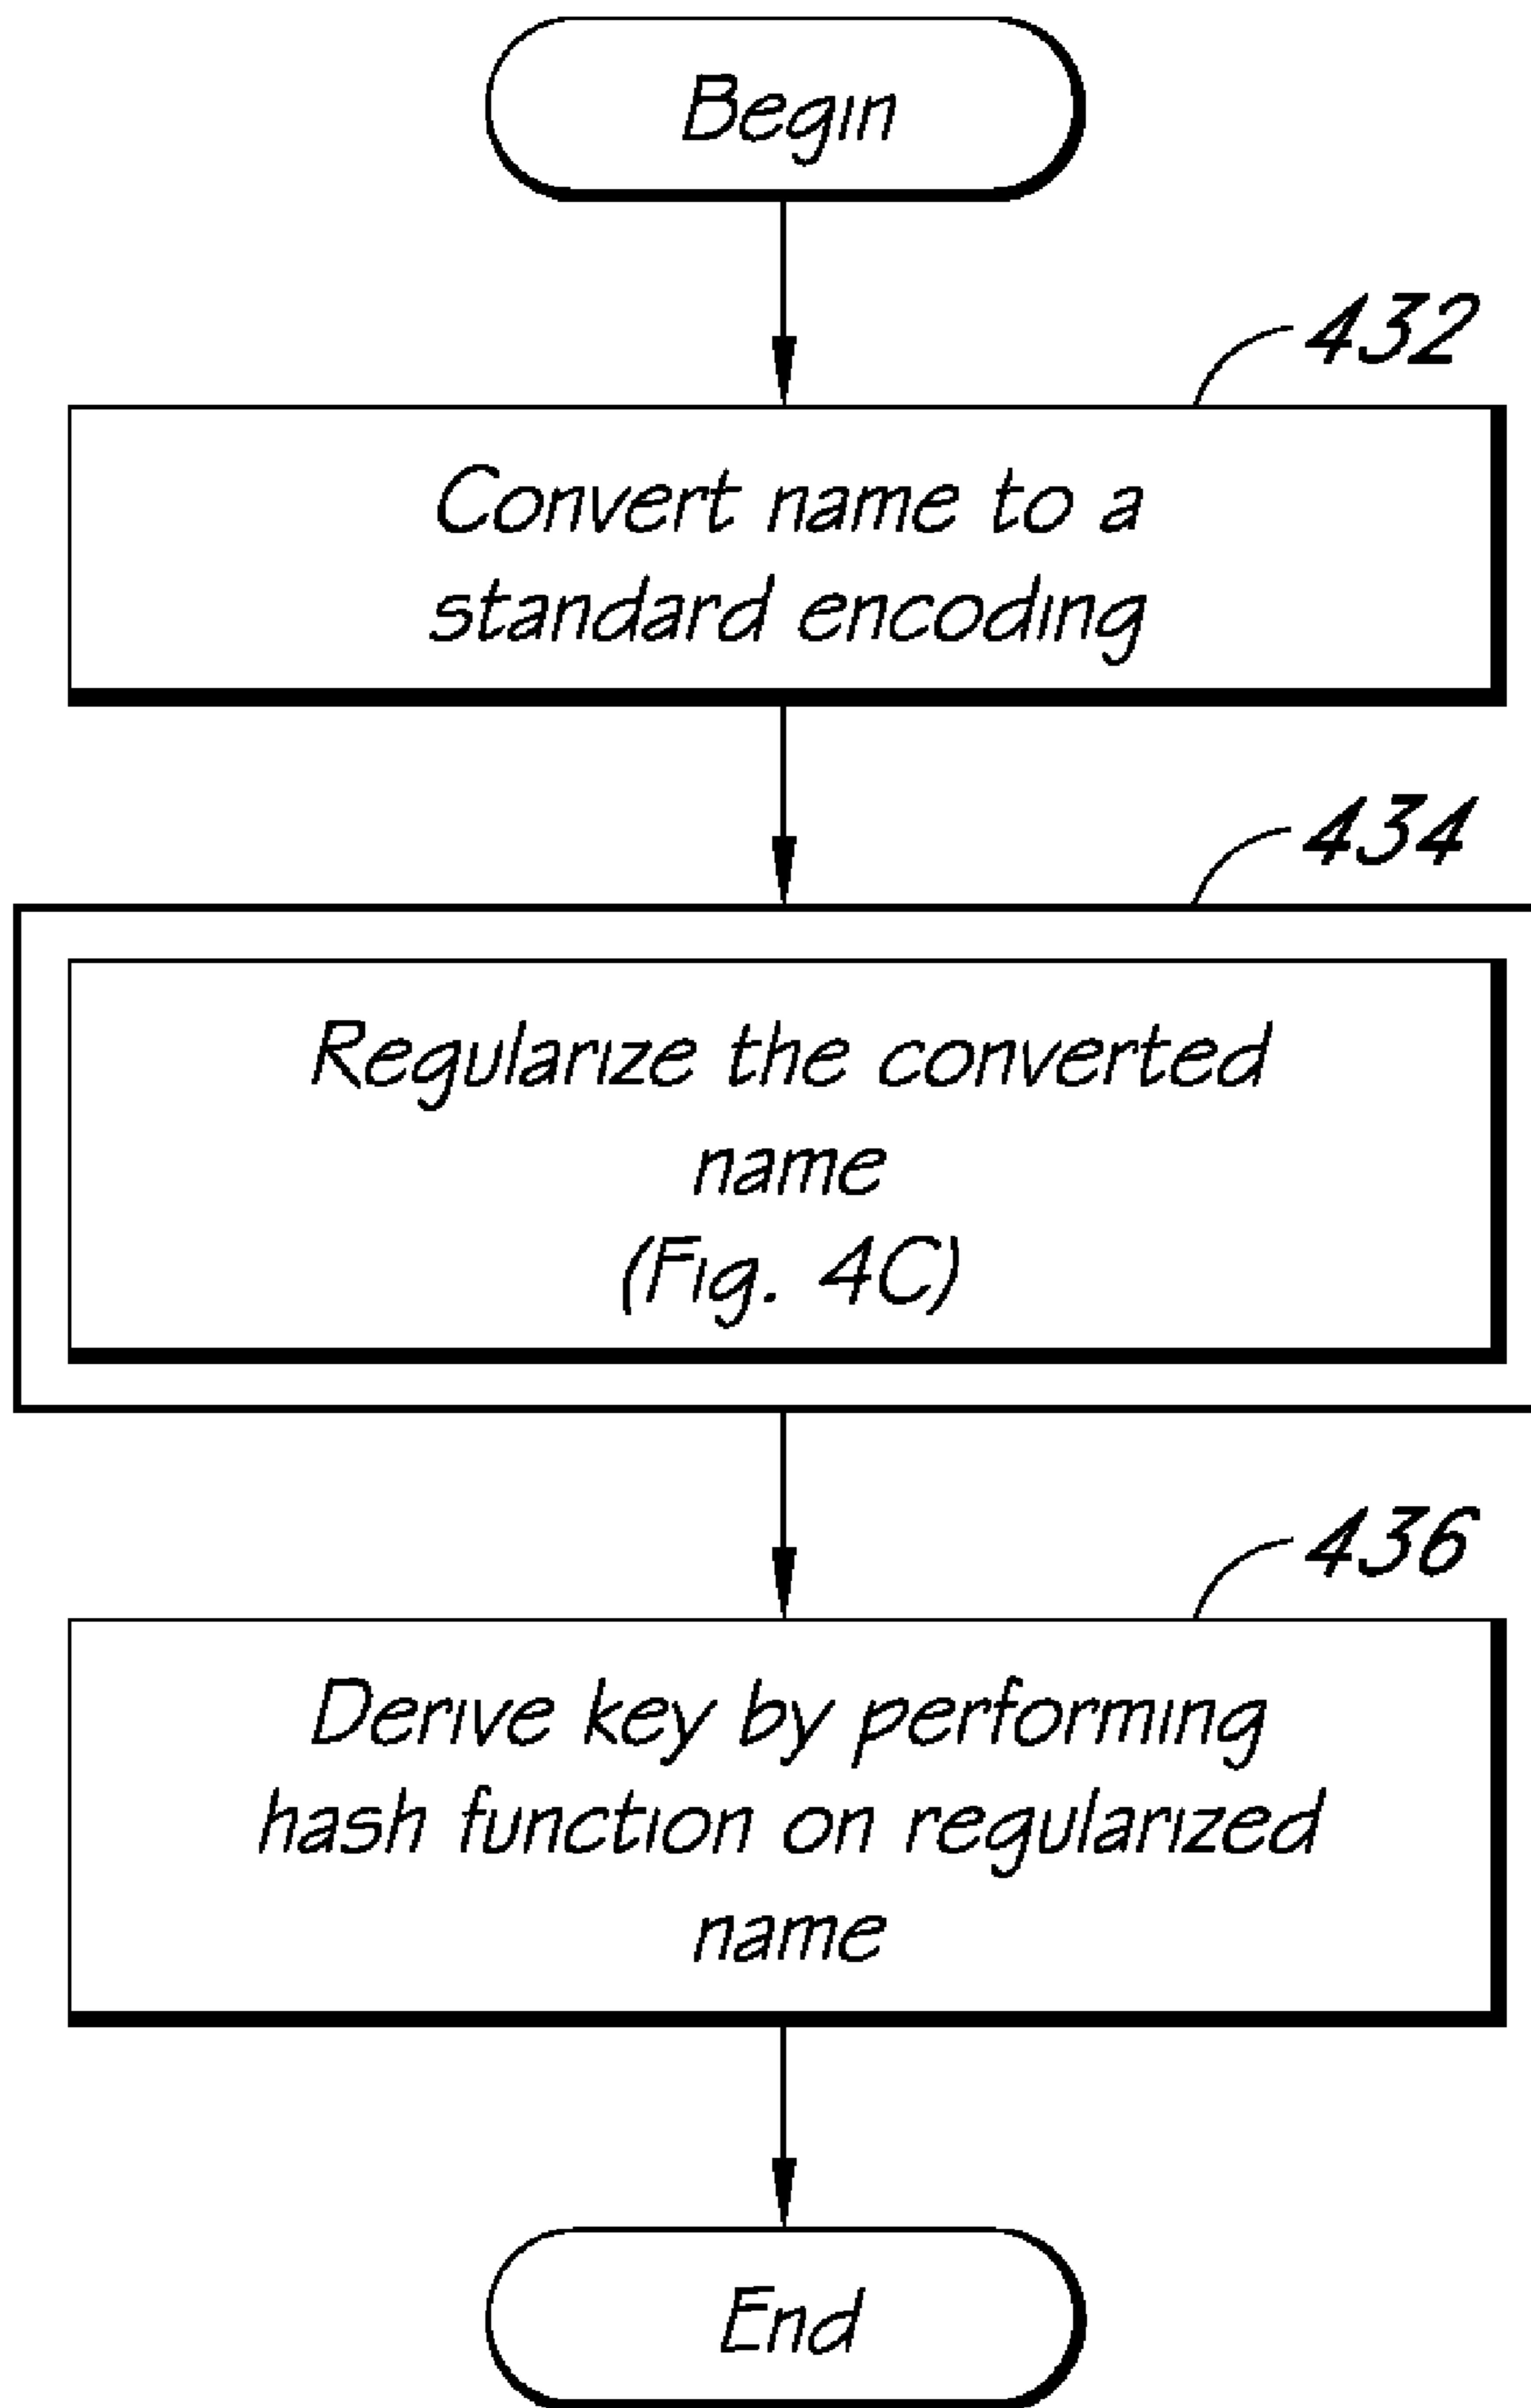 Begin
432
Convert name to a
standard encoding
434
Regularize the converted
name
(Fig. 4C)
436
Derive key by performing
hash function on regularized
name
End